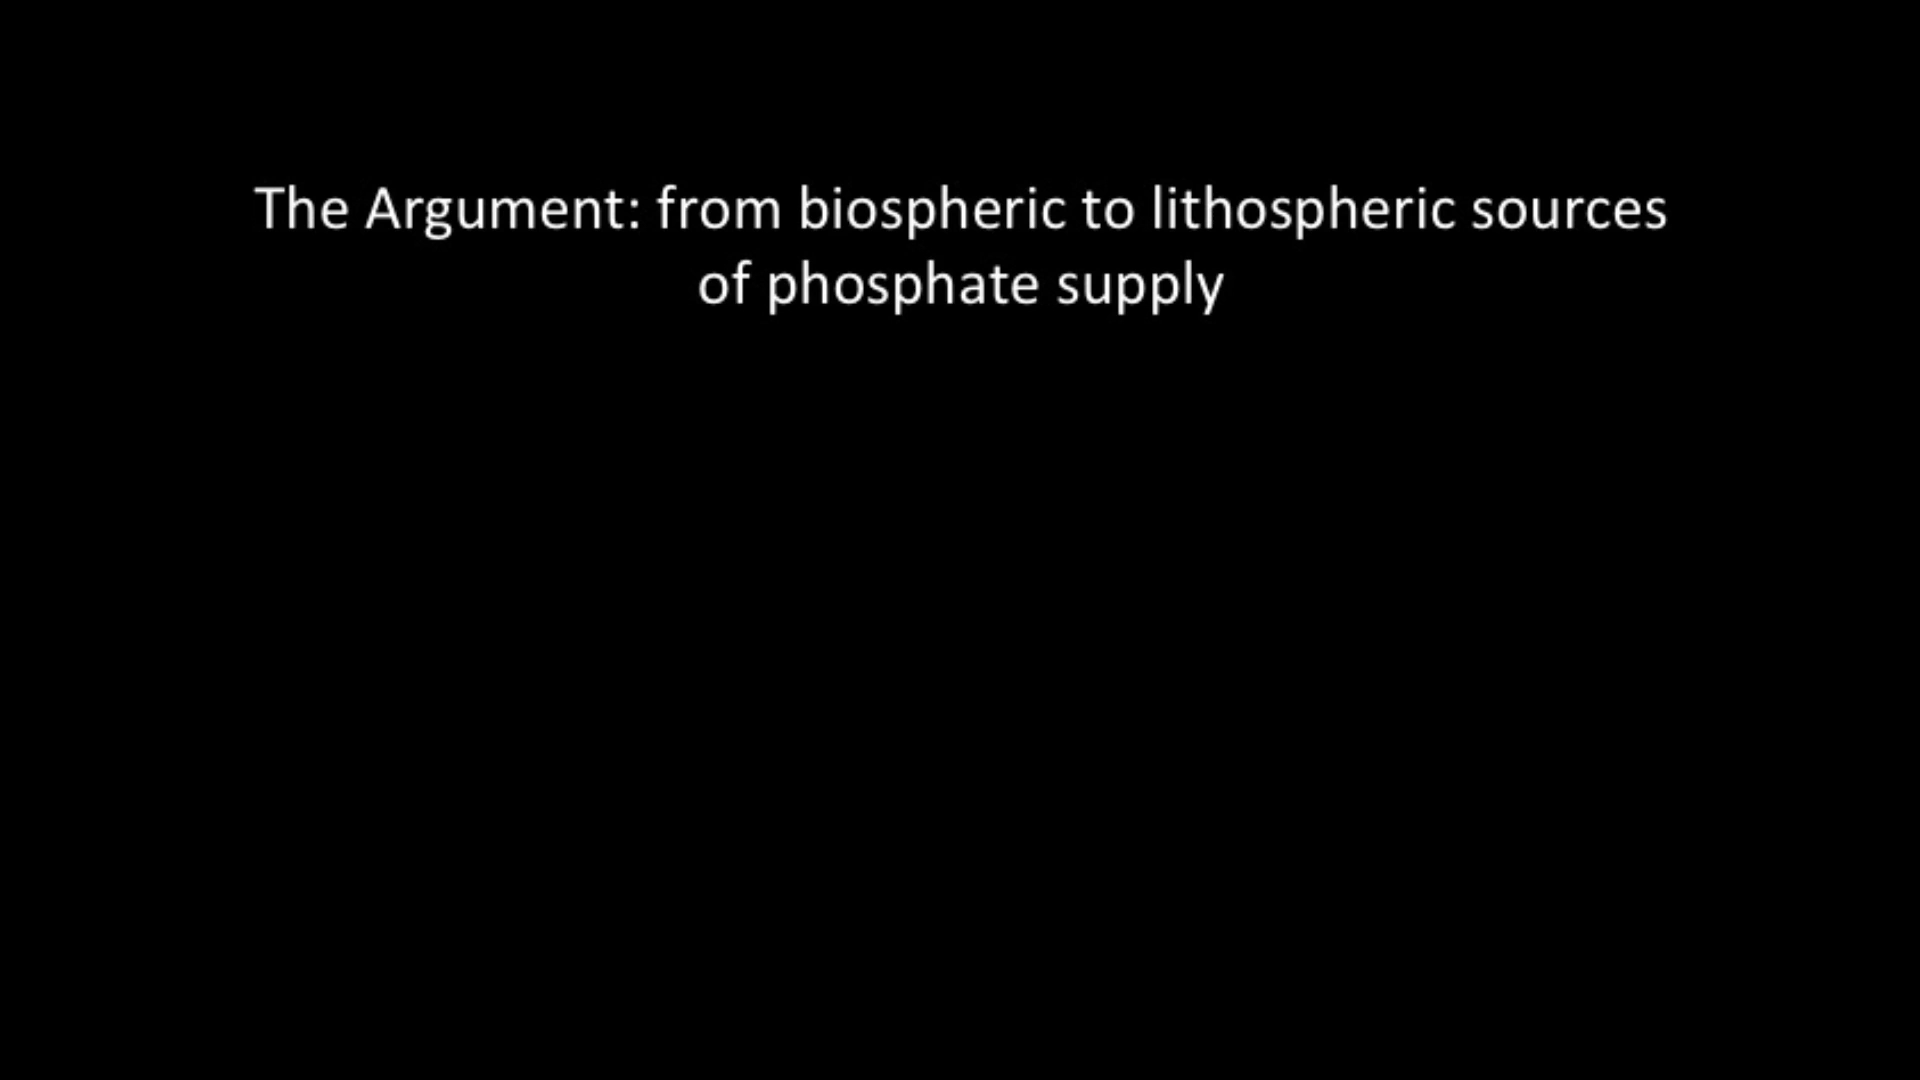 The Argument: from biospheric to lithospheric sources
of phosphate supply